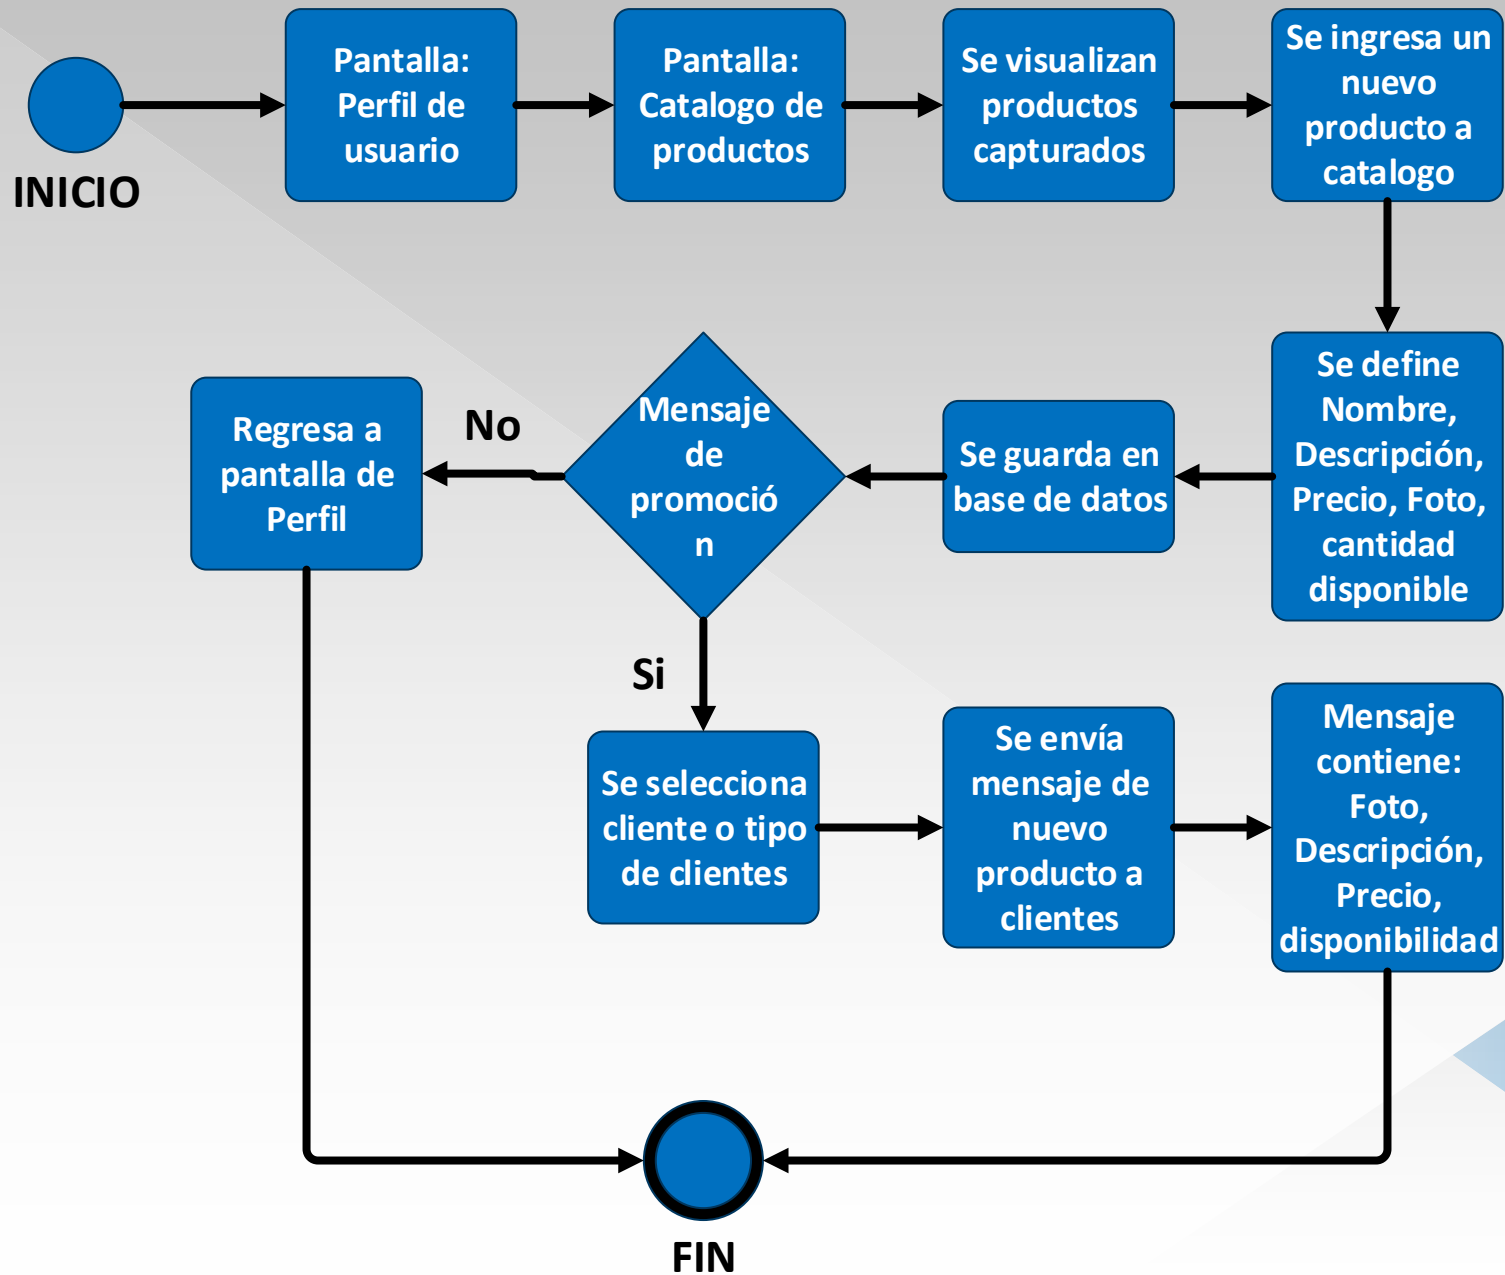 Pantalla:
Perfil de
usuario
Pantalla:
Catalogo de
productos
Se visualizan
productos
capturados
Se ingresa un
nuevo
producto a
catalogo
INICIO
Se define
Nombre,
Descripción,
Precio, Foto,
cantidad
disponible
Se guarda en
base de datos
Mensaje
de
promoció
n
No
Regresa a
pantalla de
Perfil
Si
Se selecciona
cliente o tipo
de clientes
Se envía
mensaje de
nuevo
producto a
clientes
Mensaje
contiene:
Foto,
Descripción,
Precio,
disponibilidad
FIN